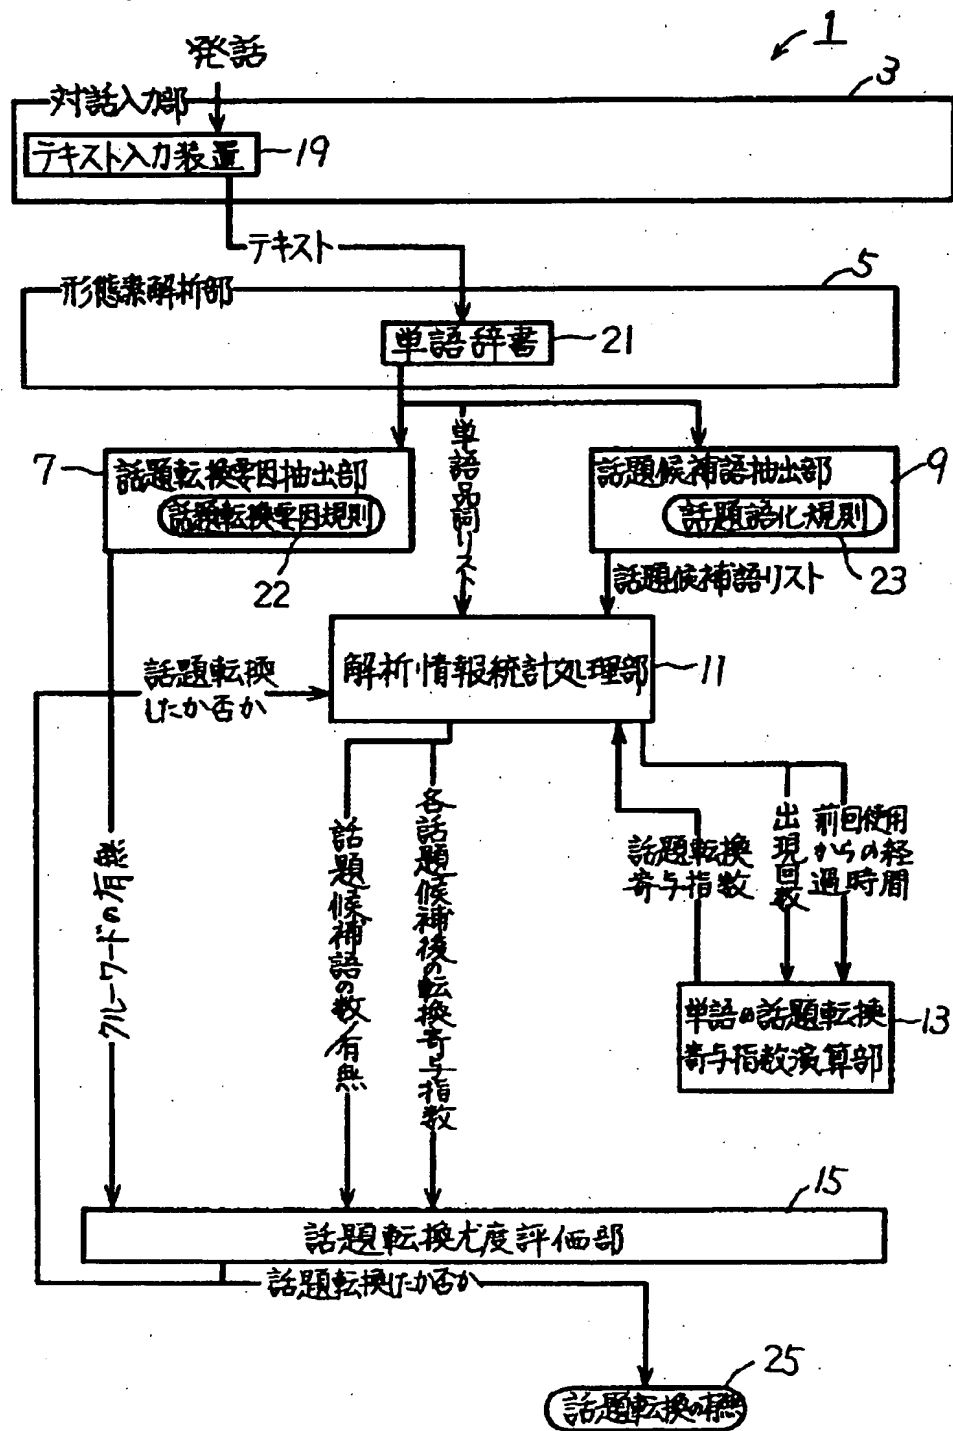 1
発話
3
対話入力部
テキスト入力装置
19
テキスト
5
形態素解析部
単語辞書
21
7
話題転換要因抽出部
話題転換要因規則
22
単語品詞リスト
9
話題候補語抽出部
話題語化規則
23
話題候補語リスト
解析情報統計処理部
11
話題転換
したか否か
クルーワードの有無
話題候補語の数/有無
各話題候補後の転換寄与指数
話題転換
寄与指数
出現回数
前回使用
からの経
過時間
単語の話題転換
寄与指数演算部
13
15
話題転換尤度評価部
話題転換したか否か
25
話題転換の有無